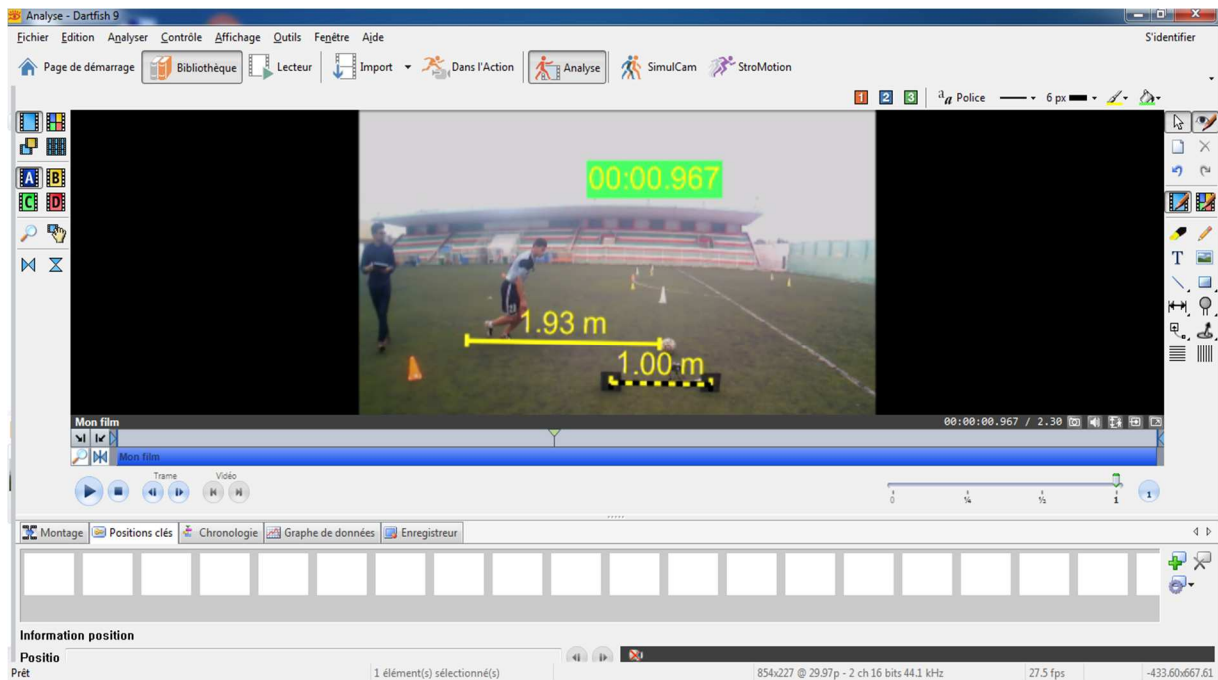 Analyse - Dartfish 9
Fichier Edition Analyser Contrôle Affichage Outils Fenêtre Aide S'identifier
Page de démarrage Bibliothèque Lecteur Import Dans l'Action Analyse SimulCam StroMotion
1 2 3 aa Police 6 px
A B
C D
T
00:00.967
1.93 m
1.00 m
Mon film 00:00:00.967 / 2.30
Mon film
Trame Vidéo
0 ¼ ½ 1 1
Montage Positions clés Chronologie Graphe de données Enregistreur
Information position
Positio
Prêt 1 élément(s) sélectionné(s) 854x227 @ 29.97p - 2 ch 16 bits 44.1 kHz 27.5 fps -433.60x667.61